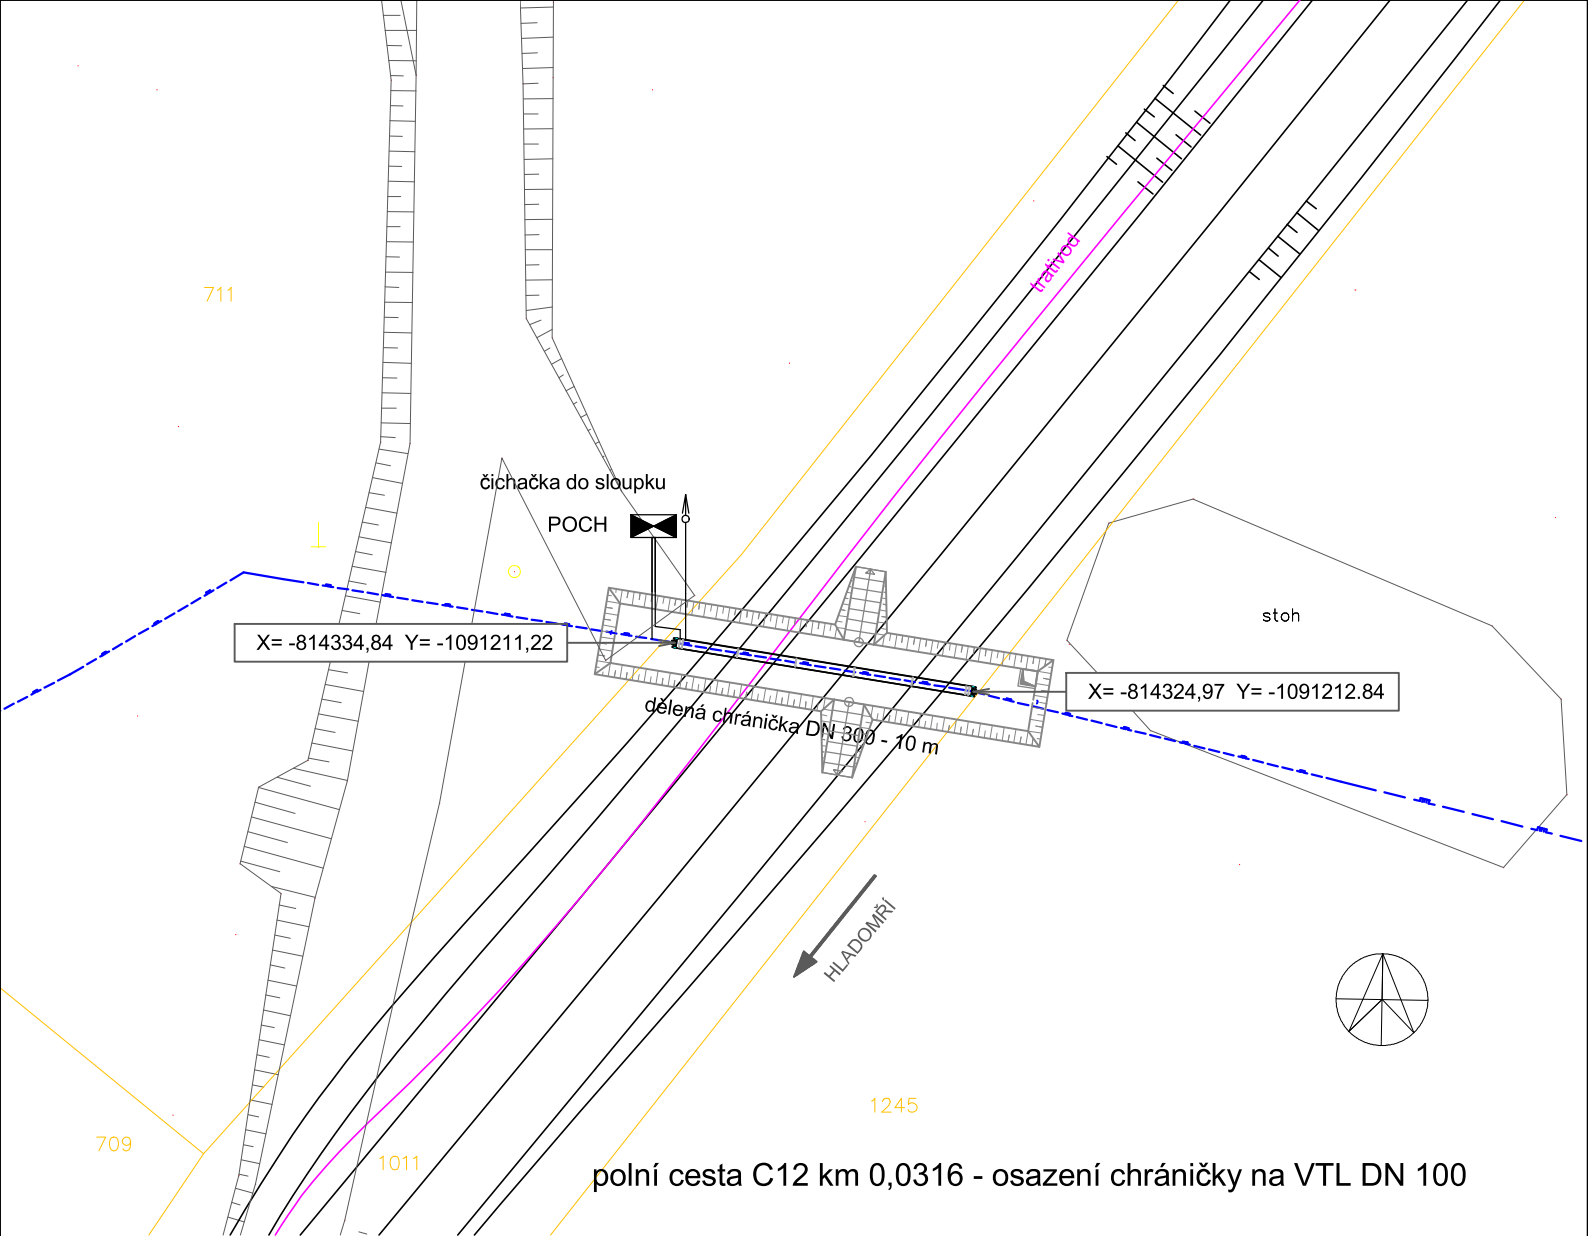 trativod
711
čichačka do sloupku
POCH
stoh
X= -814334,84 Y= -1091211,22
X= -814324,97 Y= -1091212.84
dělená chránička DN 300 - 10 m
HLADOMŘÍ
1245
709
1011
polní cesta C12 km 0,0316 - osazení chráničky na VTL DN 100